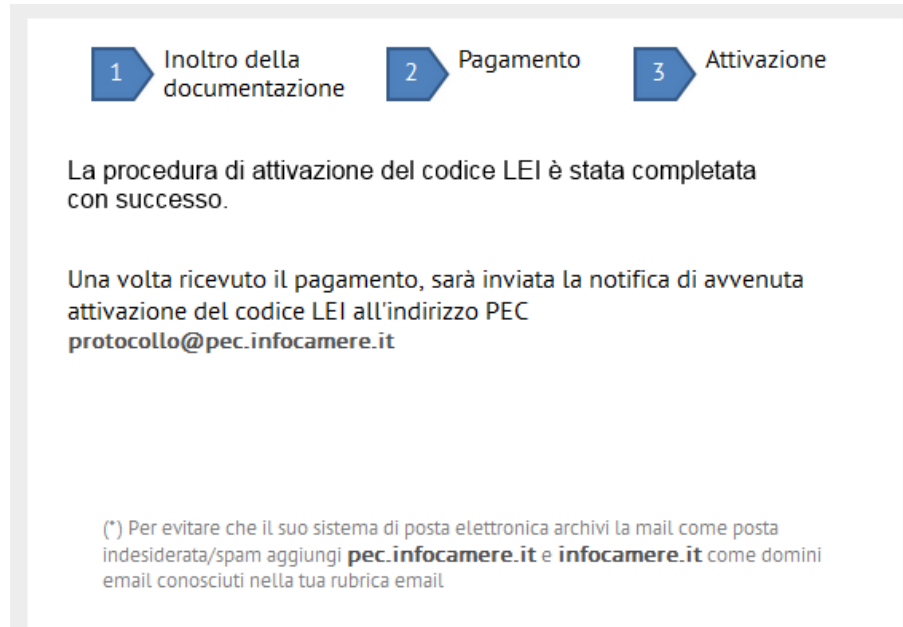 1 Inoltro della documentazione
2 Pagamento
3 Attivazione
La procedura di attivazione del codice LEI è stata completata
con successo.
Una volta ricevuto il pagamento, sarà inviata la notifica di avvenuta
attivazione del codice LEI all'indirizzo PEC
protocollo@pec.infocamere.it
(*) Per evitare che il suo sistema di posta elettronica archivi la mail come posta
indesiderata/spam aggiungi pec.infocamere.it e infocamere.it come domini
email conosciuti nella tua rubrica email